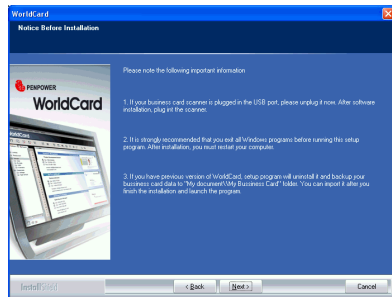 WorldCard
Notice Before Installation
PENPOWER
WorldCard
Please note the following important information
1. If your business card scanner is plugged in the USB port, please unplug it now. After software
installation, plug int the scanner.
2. It is strongly recommended that you exit all Windows programs before running this setup
program. After installation, you must restart your computer.
3. If you have previous version of WorldCard, setup program will uninstall it and backup your
bussiness card data to "My document\My Bussiness Card" folder. You can import it after you
finish the installation and launch the program.
InstallShield
< Back
Next >
Cancel